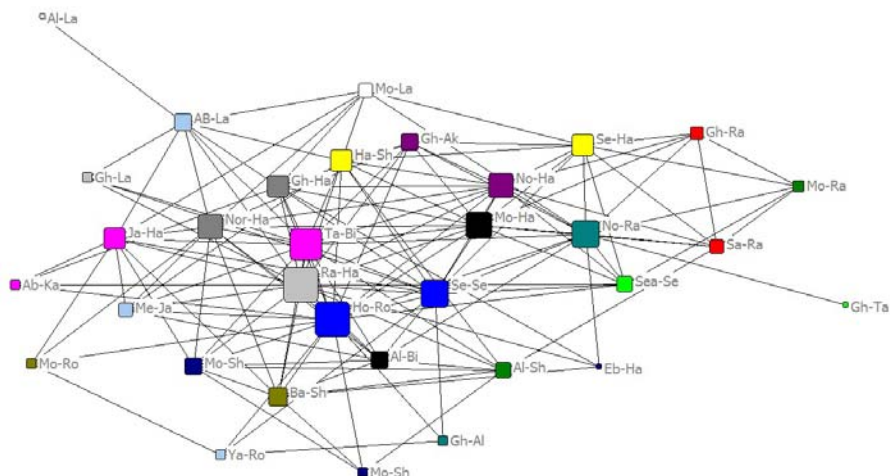 Al-La
Mo-La
AB-La
Gh-Ak
Se-Ha
Gh-Ra
Ha-Sh
Gh-La
Gh-Ha
No-Ha
Mo-Ra
Nor-Ha
Mo-Ha
Ja-Ha
Ta-Bi
No-Ra
Sa-Ra
Ra-Ha
Ab-Ka
Se-Se
Sea-Se
Me-Ja
Ho-Ro
Gh-Ta
Mo-Ro
Mo-Sh
Al-Bi
Al-Sh
Eb-Ha
Ba-Sh
Gh-Al
Ya-Ro
Mo-Sh